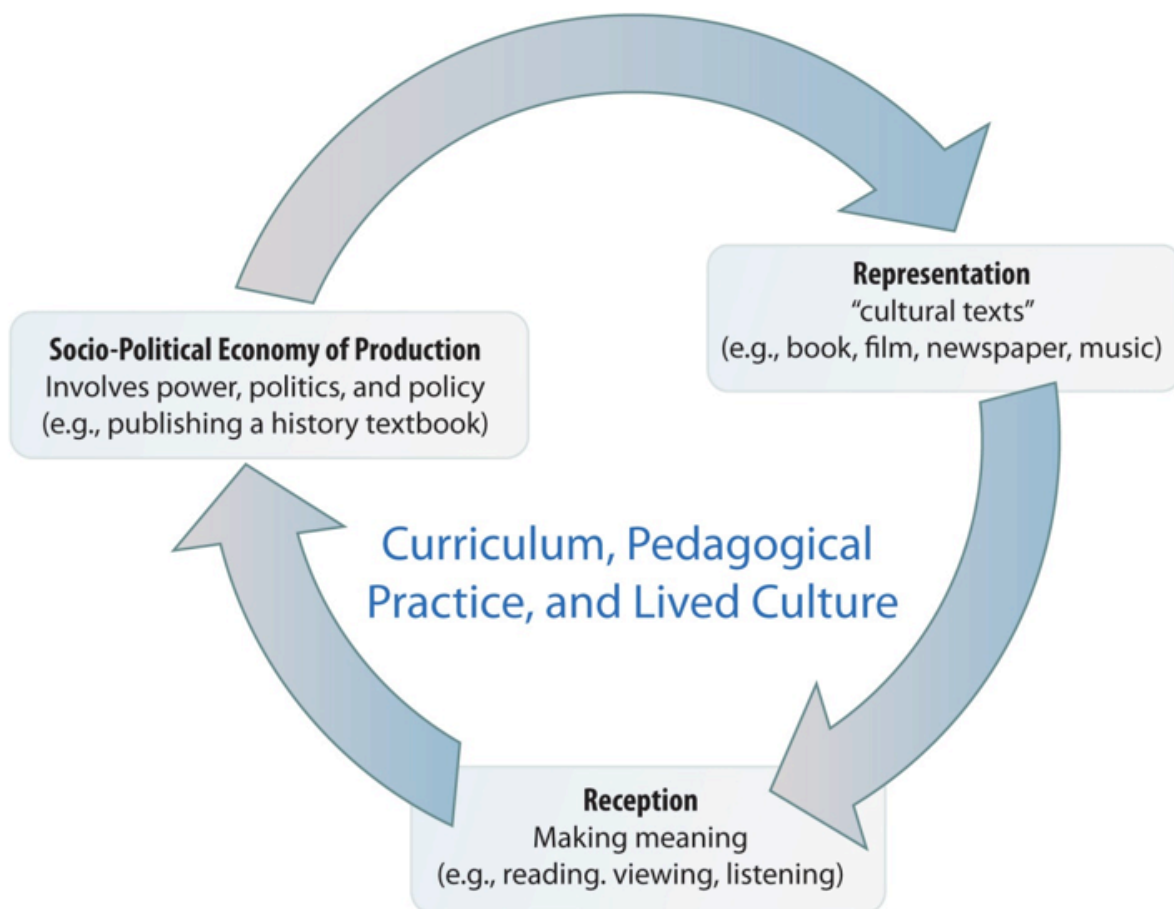 Representation
“cultural texts”
(e.g., book, film, newspaper, music)
Socio-Political Economy of Production
Involves power, politics, and policy
(e.g., publishing a history textbook)
Curriculum, Pedagogical
Practice, and Lived Culture
Reception
Making meaning
(e.g., reading. viewing, listening)